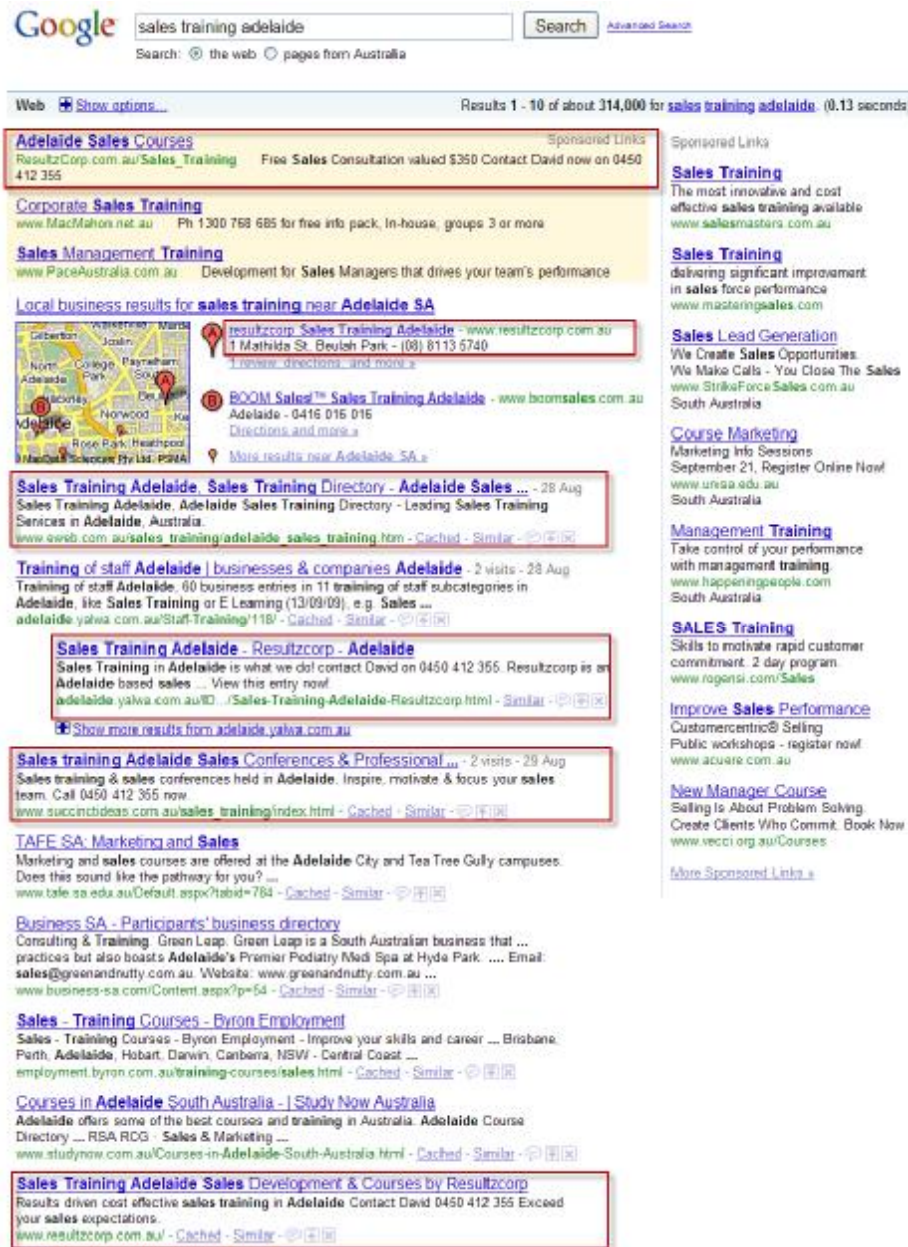 Google
sales training adelaide
Search
Advanced Search
Search: the web pages from Australia
Web Show options...
Results 1 - 10 of about 314,000 for sales training adelaide. (0.13 seconds
Adelaide Sales Courses
Sponsored Links
ResultzCorp.com.au/Sales_Training Free Sales Consultation valued $350 Contact David now on 0450
412 355
Corporate Sales Training
www.MacMahon.net.au Ph 1300 768 685 for free info pack, In-house, groups 3 or more
Sales Management Training
www.PaceAustralia.com.au Development for Sales Managers that drives your team's performance
Local business results for sales training near Adelaide SA
Gilberton
Joslin
North Adelaide
College Park
Payneham South
Hackney
Norwood
Adelaide
Rose Park
Heathpool
MapData Sciences Pty Ltd, PSMA
A
B
A
resultzcorp Sales Training Adelaide - www.resultzcorp.com.au
1 Mathilda St, Beulah Park - (08) 8113 5740
1 review, directions, and more »
B
BOOM Sales!™ Sales Training Adelaide - www.boomsales.com.au
Adelaide - 0416 016 016
Directions and more »
More results near Adelaide SA »
Sales Training Adelaide, Sales Training Directory - Adelaide Sales ... - 28 Aug
Sales Training Adelaide, Adelaide Sales Training Directory - Leading Sales Training
Services in Adelaide, Australia.
www.eweb.com.au/sales_training/adelaide_sales_training.htm - Cached - Similar -
Training of staff Adelaide | businesses & companies Adelaide - 2 visits - 28 Aug
Training of staff Adelaide. 60 business entries in 11 training of staff subcategories in
Adelaide, like Sales Training or E Learning (13/09/09), e.g. Sales ...
adelaide.yalwa.com.au/Staff-Training/118/ - Cached - Similar -
Sales Training Adelaide - Resultzcorp - Adelaide
Sales Training in Adelaide is what we do! contact David on 0450 412 355. Resultzcorp is an
Adelaide based sales ... View this entry now!
adelaide.yalwa.com.au/ID.../Sales-Training-Adelaide-Resultzcorp.html - Similar -
Show more results from adelaide.yalwa.com.au
Sales training Adelaide Sales Conferences & Professional ... - 2 visits - 29 Aug
Sales training & sales conferences held in Adelaide. Inspire, motivate & focus your sales
team. Call 0450 412 355 now.
www.succinctideas.com.au/sales_training/index.html - Cached - Similar -
TAFE SA: Marketing and Sales
Marketing and sales courses are offered at the Adelaide City and Tea Tree Gully campuses.
Does this sound like the pathway for you? ...
www.tafe.sa.edu.au/Default.aspx?tabid=784 - Cached - Similar -
Business SA - Participants' business directory
Consulting & Training. Green Leap. Green Leap is a South Australian business that ...
practices but also boasts Adelaide's Premier Podiatry Medi Spa at Hyde Park. .... Email:
sales@greenandnutty.com.au. Website: www.greenandnutty.com.au ...
www.business-sa.com/Content.aspx?p=54 - Cached - Similar -
Sales - Training Courses - Byron Employment
Sales - Training Courses - Byron Employment - Improve your skills and career .... Brisbane,
Perth, Adelaide, Hobart, Darwin, Canberra, NSW - Central Coast ....
employment.byron.com.au/training-courses/sales.html - Cached - Similar -
Courses in Adelaide South Australia - | Study Now Australia
Adelaide offers some of the best courses and training in Australia. Adelaide Course
Directory .... RSA RCG · Sales & Marketing ....
www.studynow.com.au/Courses-in-Adelaide-South-Australia.html - Cached - Similar -
Sales Training Adelaide Sales Development & Courses by Resultzcorp
Results driven cost effective sales training in Adelaide Contact David 0450 412 355 Exceed
your sales expectations.
www.resultzcorp.com.au/ - Cached - Similar -
Sponsored Links
Sales Training
The most innovative and cost
effective sales training available
www.salesmasters.com.au
Sales Training
delivering significant improvement
in sales force performance
www.masteringsales.com
Sales Lead Generation
We Create Sales Opportunities.
We Make Calls - You Close The Sales
www.StrikeForceSales.com.au
South Australia
Course Marketing
Marketing Info Sessions
September 21, Register Online Now!
www.unisa.edu.au
South Australia
Management Training
Take control of your performance
with management training.
www.happeningpeople.com
South Australia
SALES Training
Skills to motivate rapid customer
commitment. 2 day program
www.rogensi.com/Sales
Improve Sales Performance
Customercentric® Selling
Public workshops - register now!
www.acuere.com.au
New Manager Course
Selling Is About Problem Solving.
Create Clients Who Commit. Book Now
www.vecci.org.au/Courses
More Sponsored Links »